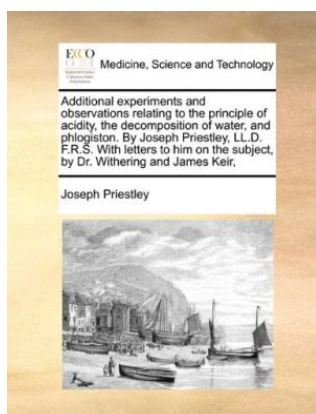 ECCO
Medicine, Science and Technology
Additional experiments and
observations relating to the principle of
acidity, the decomposition of water, and
phlogiston. By Joseph Priestley, LL.D.
F.R.S. With letters to him on the subject,
by Dr. Withering and James Keir,
Joseph Priestley